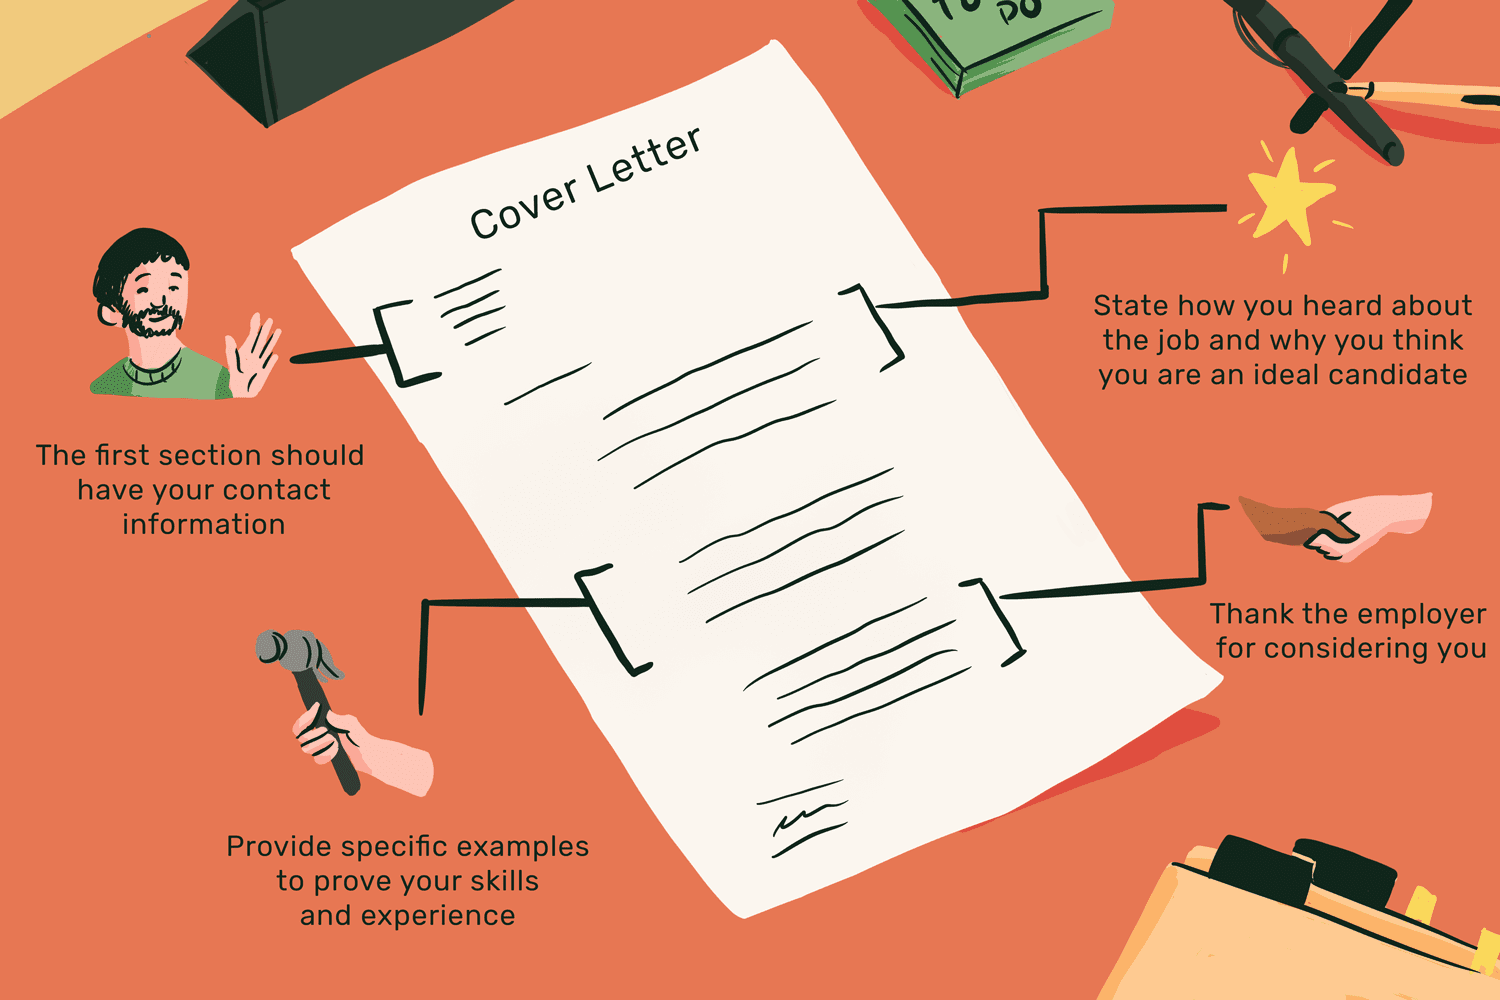 TO DO
Cover Letter
State how you heard about
the job and why you think
you are an ideal candidate
The first section should
have your contact
information
Thank the employer
for considering you
Provide specific examples
to prove your skills
and experience